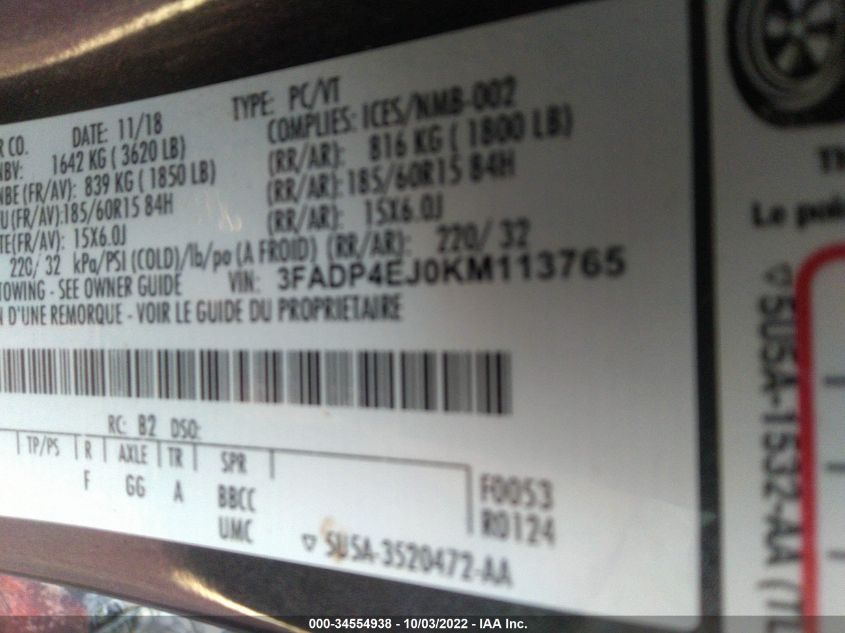 R CO. DATE: 11/18 TYPE: PC/VT
NBV: 1642 KG ( 3620 LB) COMPLIES: ICES/NMB-002
NBE (FR/AV): 839 KG ( 1850 LB) (RR/AR): 816 KG ( 1800 LB)
U (FR/AV):185/60R15 84H (RR/AR):185/60R15 84H
TE(FR/AV): 15X6.0J (RR/AR): 15X6.0J
220/ 32 kPa/PSI (COLD)/lb/po (A FROID) (RR/AR): 220/ 32
TOWING - SEE OWNER GUIDE VIN: 3FADP4EJ0KM113765
N D'UNE REMORQUE - VOIR LE GUIDE DU PROPRIETAIRE
RC: B2 DSO:
TP/PS R AXLE TR SPR
F GG A BBCC F0053
UMC R0124
▽ 5U5A-3520472-AA
Th
Le poi
▽5U5A-1532-AA
000-34554938 - 10/03/2022 - IAA Inc.